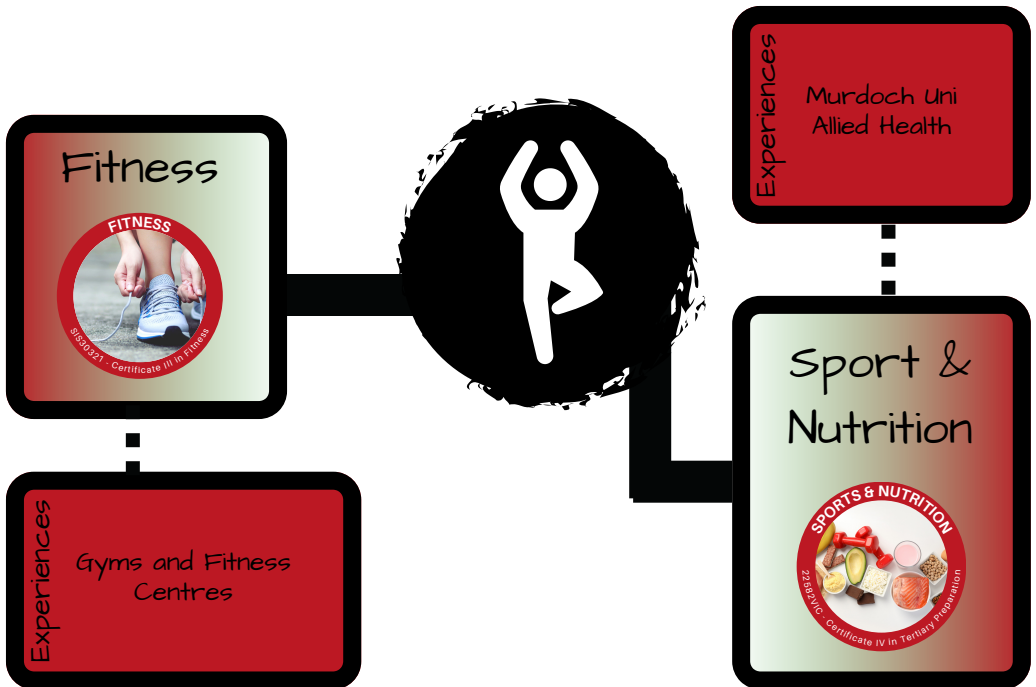 Fitness
FITNESS
SIS30321 - Certificate III in Fitness
Experiences
Gyms and Fitness
Centres
Experiences
Murdoch Uni
Allied Health
Sport &
Nutrition
SPORTS & NUTRITION
22582VIC - Certificate IV in Tertiary Preparation